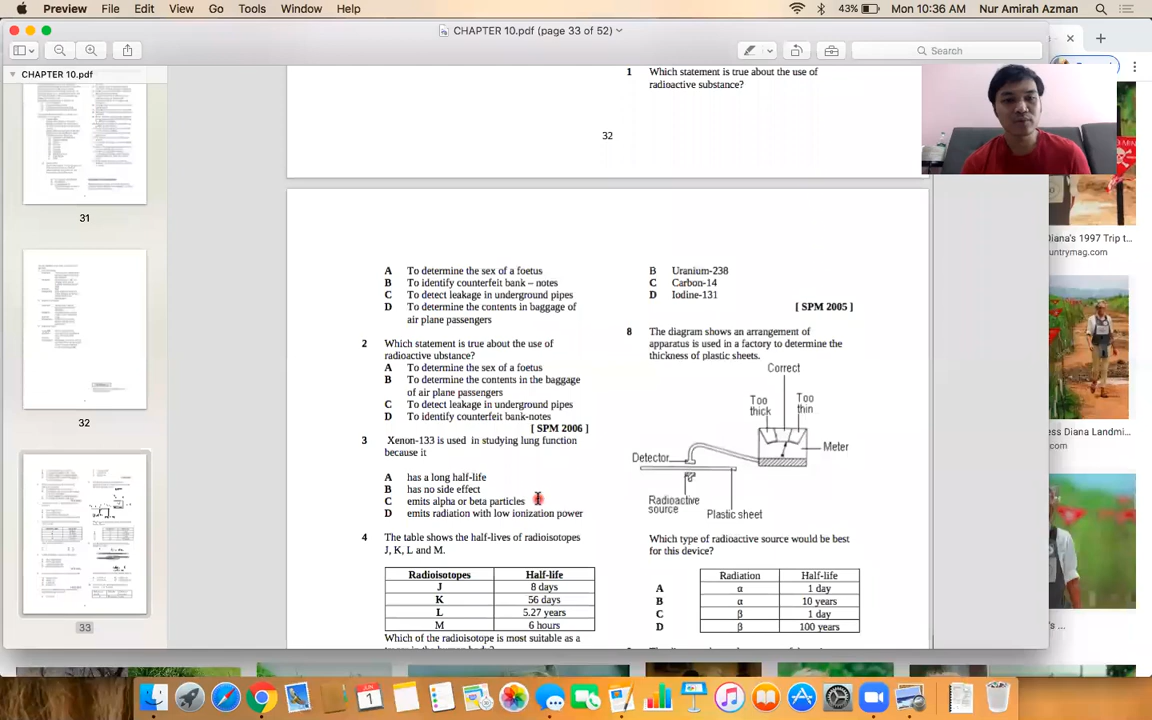 Preview File Edit View Go Tools Window Help
43% Mon 10:36 AM Nur Amirah Azman
CHAPTER 10.pdf (page 33 of 52)
Search
CHAPTER 10.pdf
31
32
33
1 Which statement is true about the use of
radioactive substance?
32
A To determine the sex of a foetus
B To identify counterfeit bank – notes
C To detect leakage in underground pipes
D To determine the contents in baggage of
air plane passengers
2 Which statement is true about the use of
radioactive ubstance?
A To determine the sex of a foetus
B To determine the contents in the baggage
of air plane passengers
C To detect leakage in underground pipes
D To identify counterfeit bank-notes
[ SPM 2006 ]
3 Xenon-133 is used in studying lung function
because it
A has a long half-life
B has no side effect
C emits alpha or beta particles
D emits radiation with low ionization power
4 The table shows the half-lives of radioisotopes
J, K, L and M.
Radioisotopes Half-life
J 8 days
K 56 days
L 5.27 years
M 6 hours
Which of the radioisotope is most suitable as a
B Uranium-238
C Carbon-14
D Iodine-131
[ SPM 2005 ]
8 The diagram shows an arrangement of
apparatus is used in a factory to determine the
thickness of plastic sheets.
Correct
Too
thick
Too
thin
Meter
Detector
Radioactive
source
Plastic sheet
Which type of radioactive source would be best
for this device?
Radiation Half-life
A α 1 day
B α 10 years
C β 1 day
D β 100 years
Diana's 1997 Trip t...
untrymag.com
ess Diana Landmi...
's ...
JUN
1